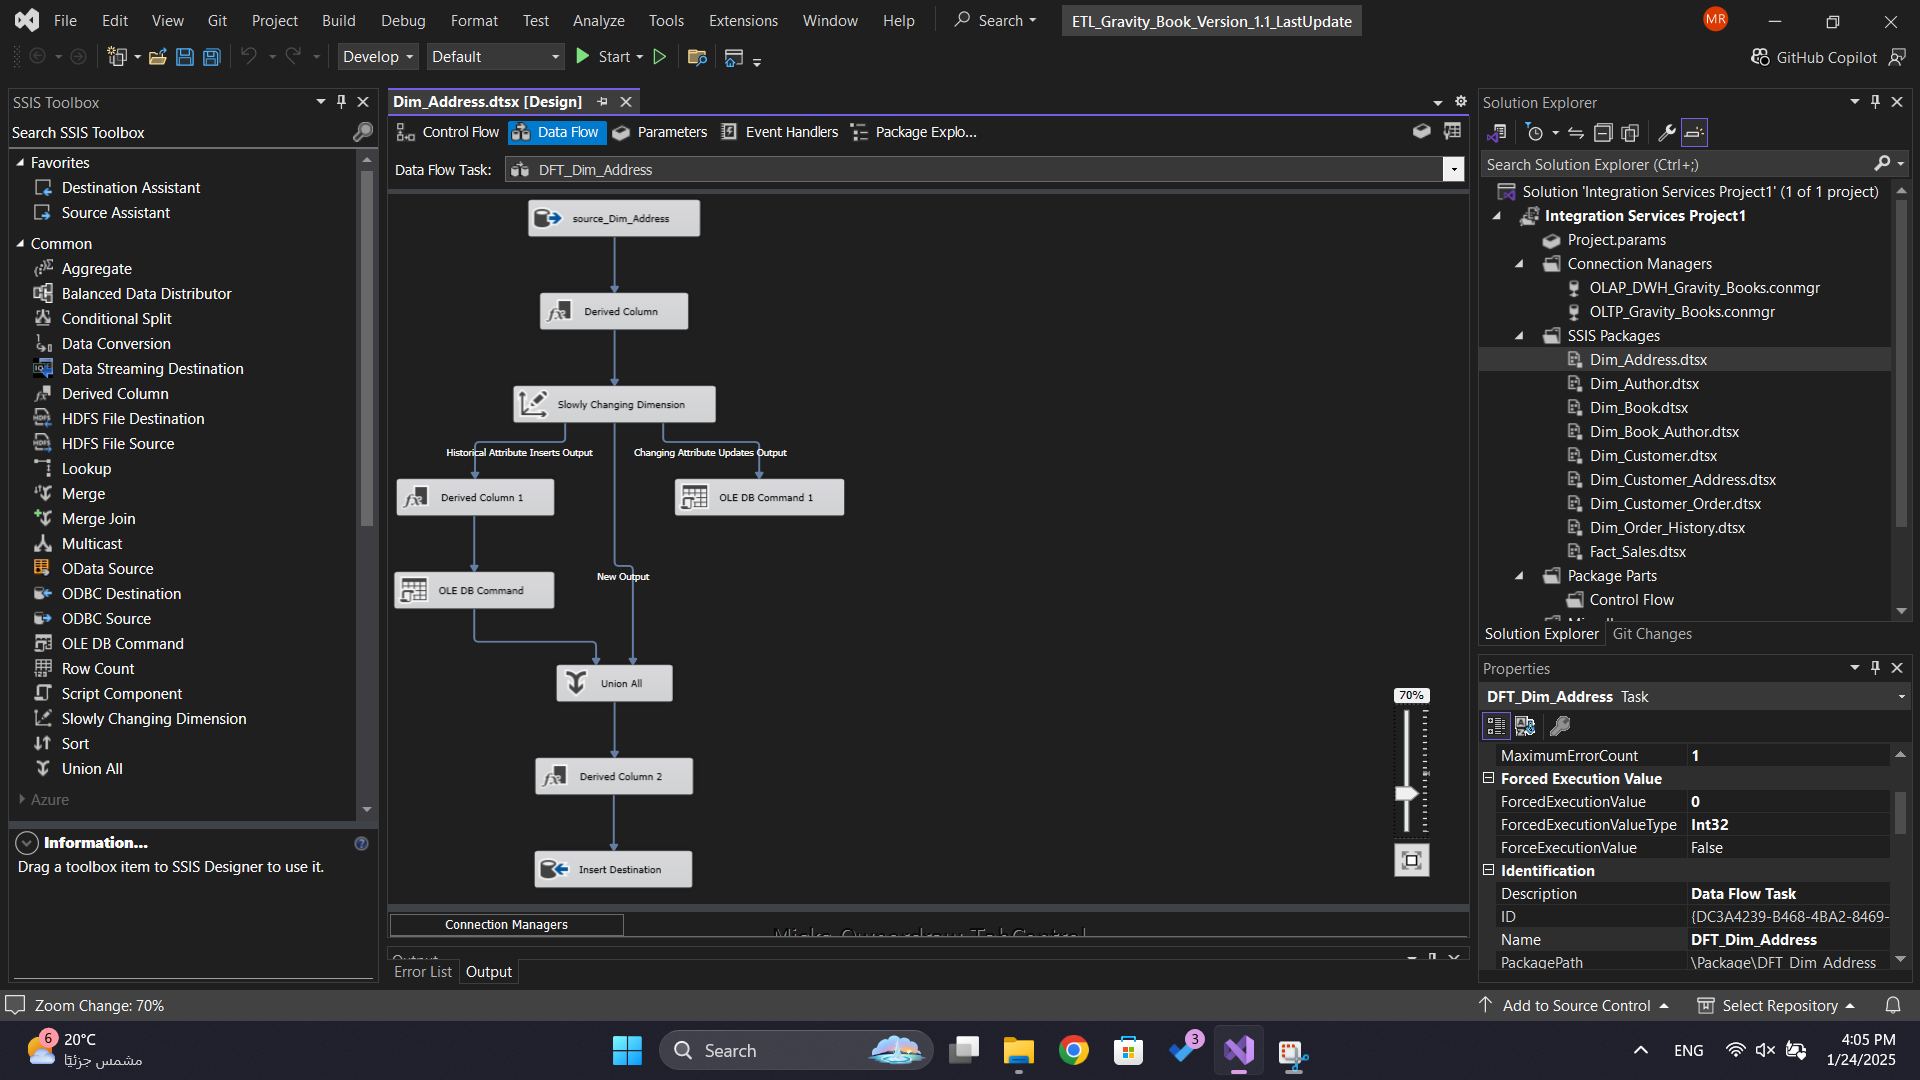 File Edit View Git Project Build Debug Format Test Analyze Tools Extensions Window Help Search ETL_Gravity_Book_Version_1.1_LastUpdate MR
Develop Default Start GitHub Copilot
SSIS Toolbox
Search SSIS Toolbox
Favorites
Destination Assistant
Source Assistant
Common
Aggregate
Balanced Data Distributor
Conditional Split
Data Conversion
Data Streaming Destination
Derived Column
HDFS File Destination
HDFS File Source
Lookup
Merge
Merge Join
Multicast
OData Source
ODBC Destination
ODBC Source
OLE DB Command
Row Count
Script Component
Slowly Changing Dimension
Sort
Union All
Azure
Information...
Drag a toolbox item to SSIS Designer to use it.
Dim_Address.dtsx [Design]
Control Flow Data Flow Parameters Event Handlers Package Explo...
Data Flow Task: DFT_Dim_Address
source_Dim_Address
Derived Column
Slowly Changing Dimension
Historical Attribute Inserts Output Changing Attribute Updates Output
Derived Column 1 OLE DB Command 1
New Output
OLE DB Command
Union All
Derived Column 2
Insert Destination
70%
Connection Managers
Output
Error List Output
Solution Explorer
Search Solution Explorer (Ctrl+;)
Solution 'Integration Services Project1' (1 of 1 project)
Integration Services Project1
Project.params
Connection Managers
OLAP_DWH_Gravity_Books.conmgr
OLTP_Gravity_Books.conmgr
SSIS Packages
Dim_Address.dtsx
Dim_Author.dtsx
Dim_Book.dtsx
Dim_Book_Author.dtsx
Dim_Customer.dtsx
Dim_Customer_Address.dtsx
Dim_Customer_Order.dtsx
Dim_Order_History.dtsx
Fact_Sales.dtsx
Package Parts
Control Flow
Solution Explorer Git Changes
Properties
DFT_Dim_Address Task
MaximumErrorCount 1
Forced Execution Value
ForcedExecutionValue 0
ForcedExecutionValueType Int32
ForceExecutionValue False
Identification
Description Data Flow Task
ID {DC3A4239-B468-4BA2-8469-
Name DFT_Dim_Address
PackagePath \Package\DFT_Dim_Address
Zoom Change: 70% Add to Source Control Select Repository
6 20°C
مشمس جزئيًا
Search
3
ENG
4:05 PM
1/24/2025